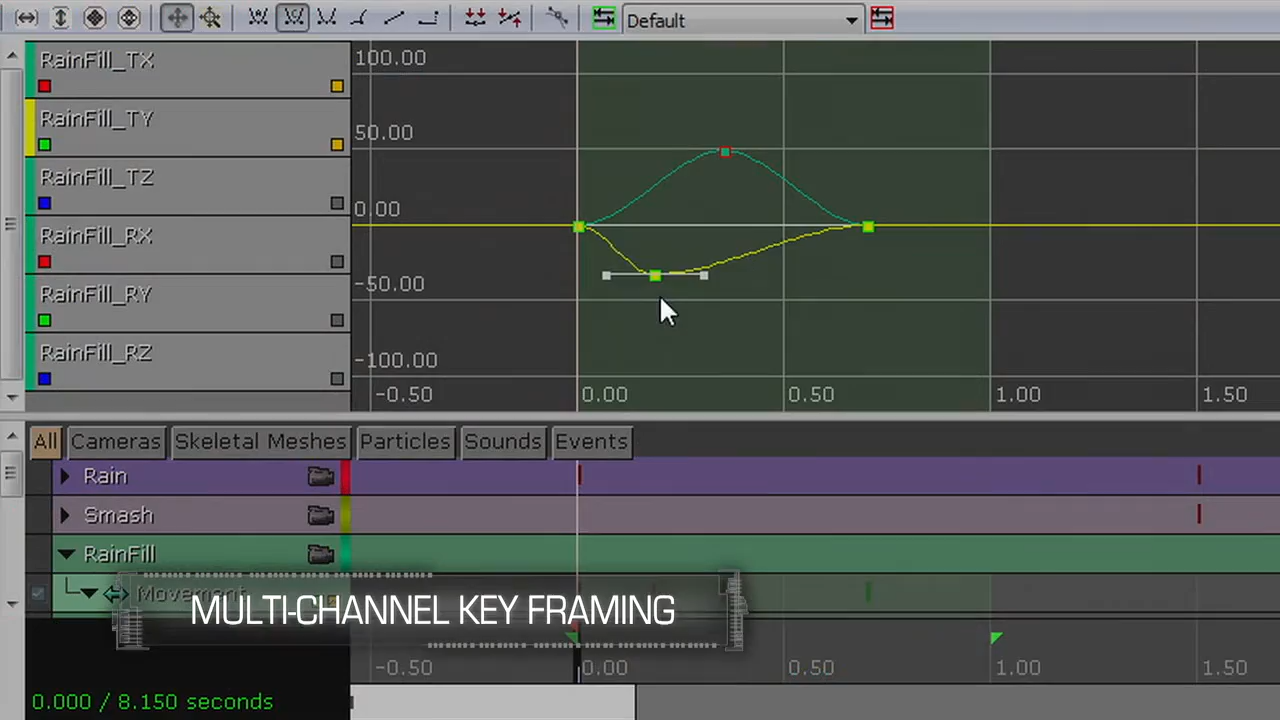 Default
RainFill_TX
RainFill_TY
RainFill_TZ
RainFill_RX
RainFill_RY
RainFill_RZ
100.00
50.00
0.00
-50.00
-100.00
-0.50 0.00 0.50 1.00 1.50
All Cameras Skeletal Meshes Particles Sounds Events
Rain
Smash
RainFill
Movement
MULTI-CHANNEL KEY FRAMING
-0.50 0.00 0.50 1.00 1.50
0.000 / 8.150 seconds